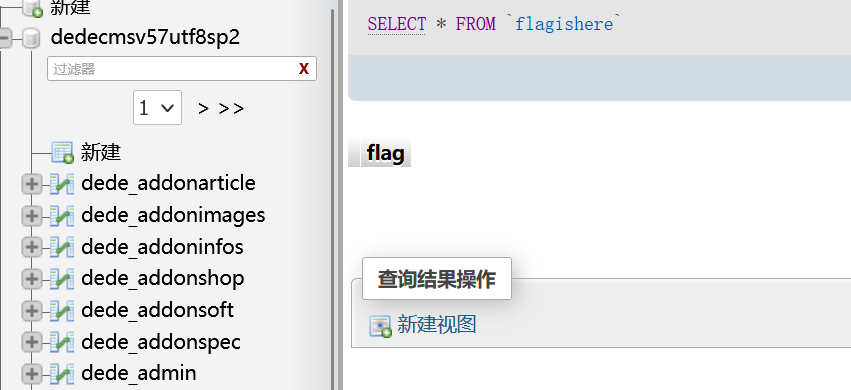 新建
dedecmsv57utf8sp2
过滤器 X
1 > >>
新建
dede_addonarticle
dede_addonimages
dede_addoninfos
dede_addonshop
dede_addonsoft
dede_addonspec
dede_admin
SELECT * FROM `flagishere`
flag
查询结果操作
新建视图